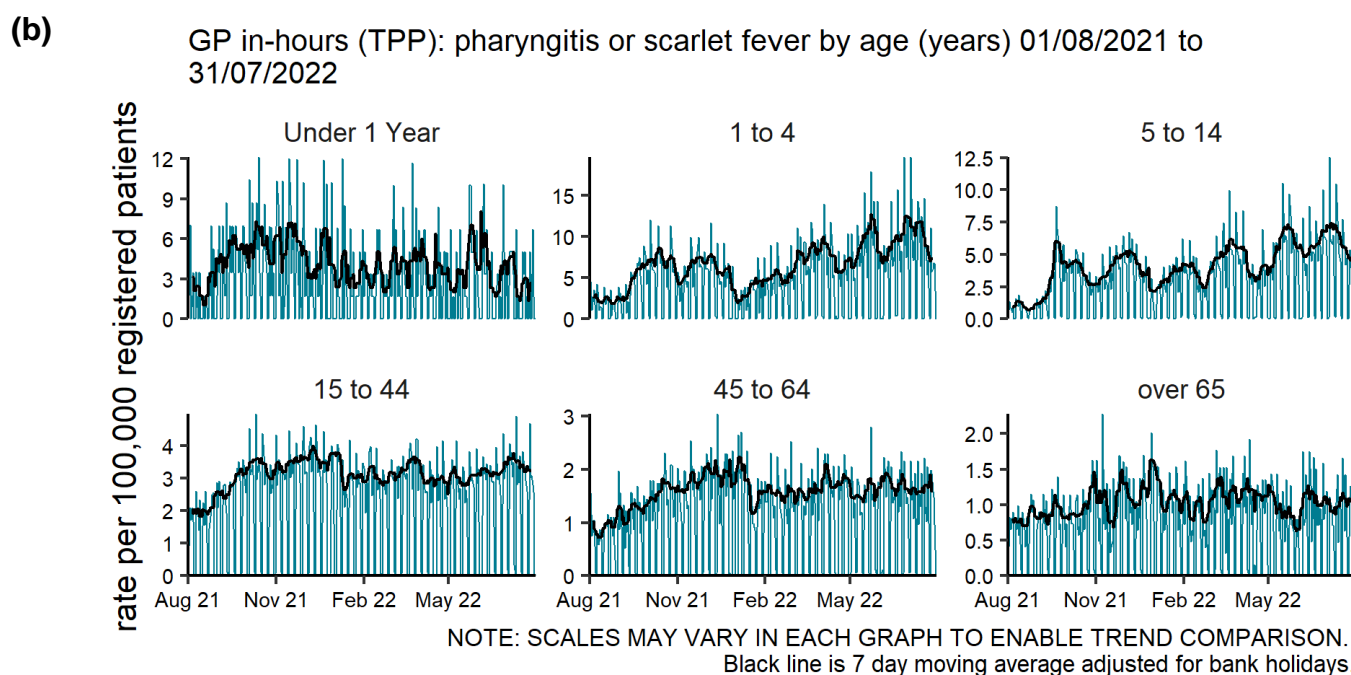 (b)
GP in-hours (TPP): pharyngitis or scarlet fever by age (years) 01/08/2021 to
31/07/2022
rate per 100,000 registered patients
Under 1 Year
12
9
6
3
0
1 to 4
15
10
5
0
5 to 14
12.5
10.0
7.5
5.0
2.5
0.0
15 to 44
4
3
2
1
0
Aug 21 Nov 21 Feb 22 May 22
45 to 64
3
2
1
0
Aug 21 Nov 21 Feb 22 May 22
over 65
2.0
1.5
1.0
0.5
0.0
Aug 21 Nov 21 Feb 22 May 22
NOTE: SCALES MAY VARY IN EACH GRAPH TO ENABLE TREND COMPARISON.
Black line is 7 day moving average adjusted for bank holidays